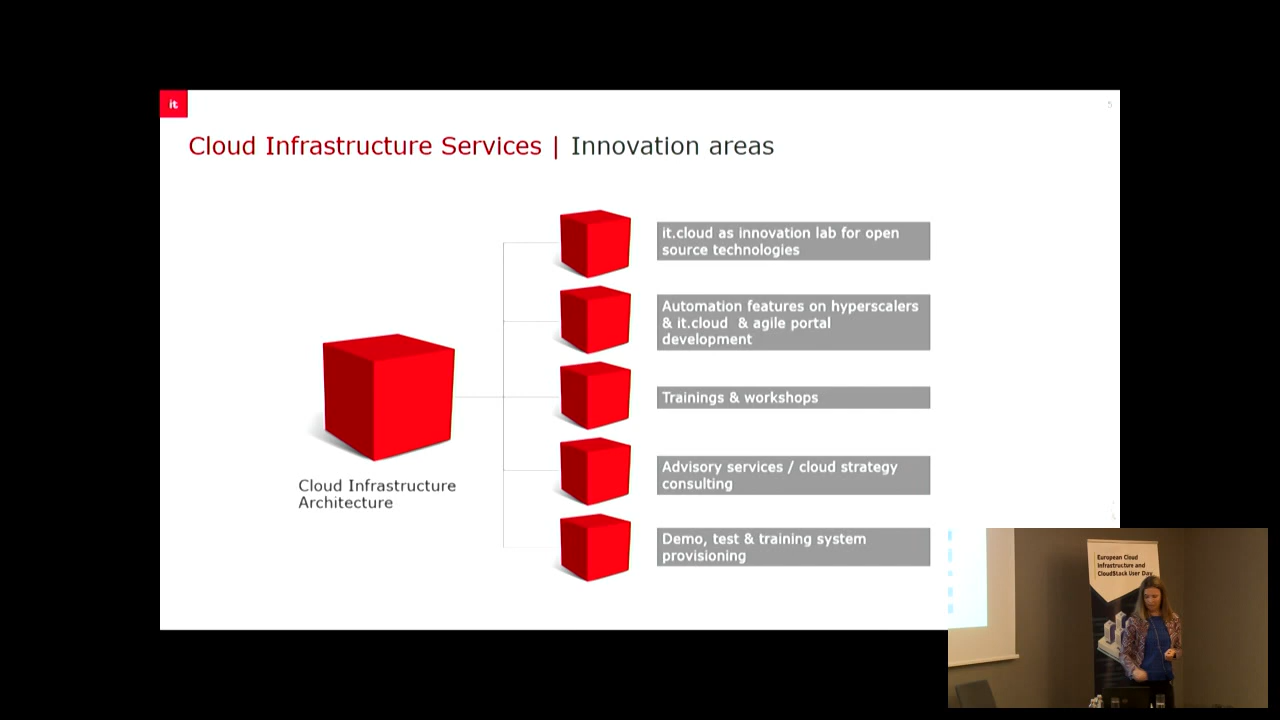 it
5
Cloud Infrastructure Services | Innovation areas
it.cloud as innovation lab for open
source technologies
Automation features on hyperscalers
& it.cloud & agile portal
development
Trainings & workshops
Cloud Infrastructure
Architecture
Advisory services / cloud strategy
consulting
Demo, test & training system
provisioning
European Cloud
Infrastructure and
CloudStack User Day